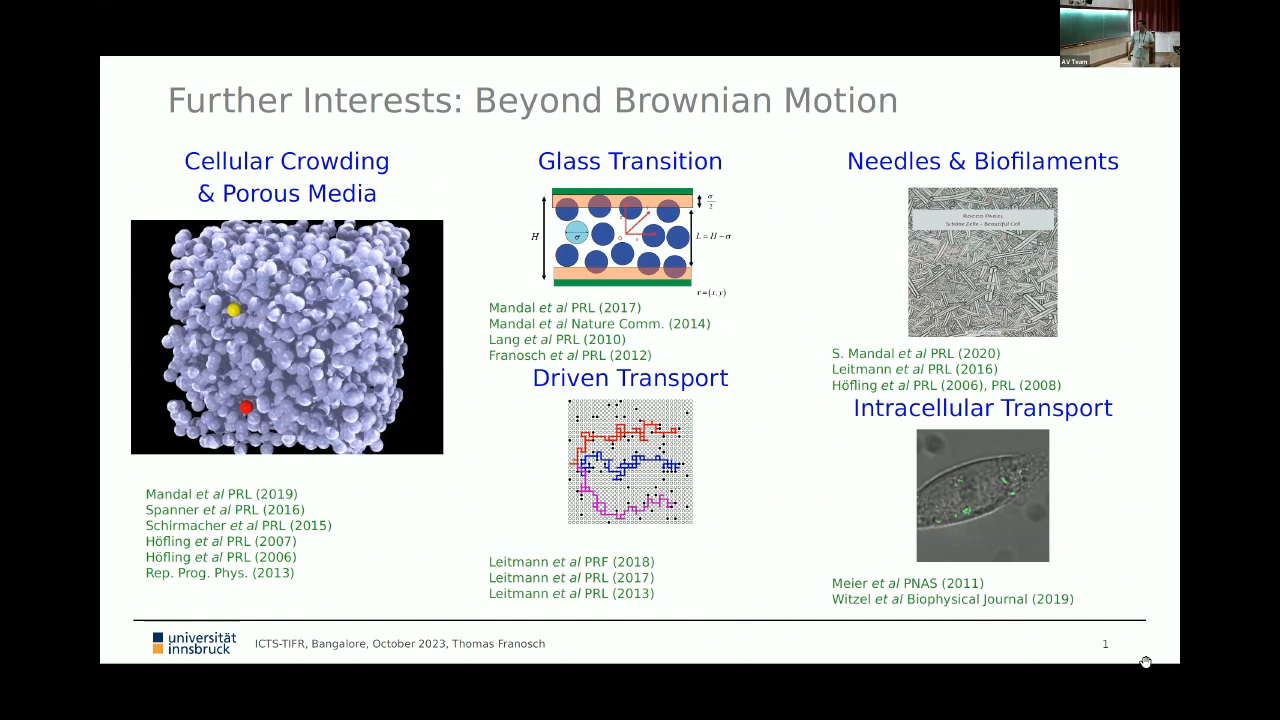 AV Team
Further Interests: Beyond Brownian Motion
Cellular Crowding
& Porous Media
Mandal et al PRL (2019)
Spanner et al PRL (2016)
Schirmacher et al PRL (2015)
Höfling et al PRL (2007)
Höfling et al PRL (2006)
Rep. Prog. Phys. (2013)
Glass Transition
H
σ
σ
2
L = H − σ
r = (x, y)
Mandal et al PRL (2017)
Mandal et al Nature Comm. (2014)
Lang et al PRL (2010)
Franosch et al PRL (2012)
Driven Transport
Leitmann et al PRF (2018)
Leitmann et al PRL (2017)
Leitmann et al PRL (2013)
Needles & Biofilaments
Schöne Zelle – Beautiful Cell
S. Mandal et al PRL (2020)
Leitmann et al PRL (2016)
Höfling et al PRL (2006), PRL (2008)
Intracellular Transport
Meier et al PNAS (2011)
Witzel et al Biophysical Journal (2019)
universität
innsbruck
ICTS-TIFR, Bangalore, October 2023, Thomas Franosch
1